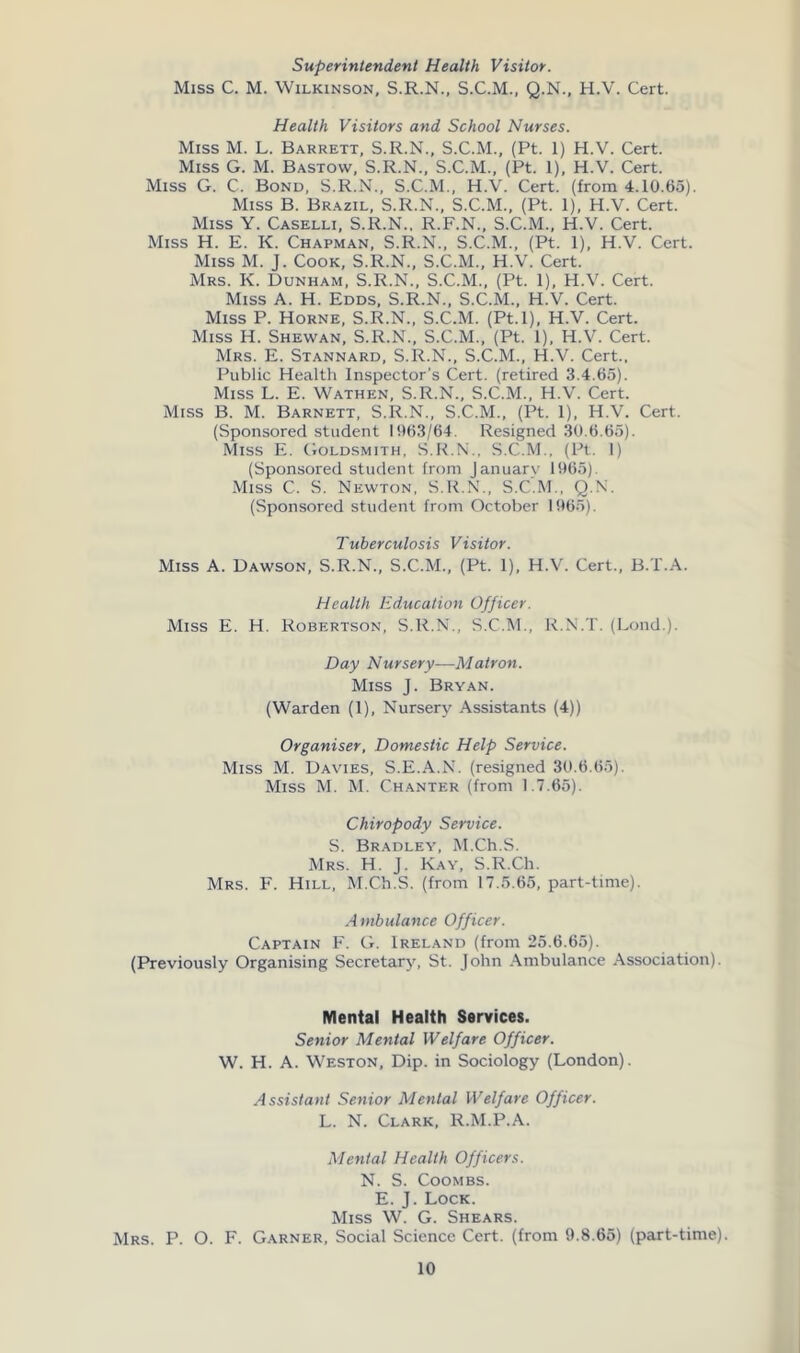 Superintendent Health Visitor.
Miss C. M. Wilkinson, S.R.N., S.C.M., Q.N., H.V. Cert.
Health Visitors and School Nurses.
Miss M. L. Barrett, S.R.N., S.C.M., (Pt. 1) H.V. Cert.
Miss G. M. Bastow, S.R.N., S.C.M., (Pt. 1), H.V. Cert.
Miss G. C. Bond, S.R.N., S.C.M., H.V. Cert. (from 4.10.65).
Miss B. Brazil, S.R.N., S.C.M., (Pt. 1), H.V. Cert.
Miss Y. Caselli, S.R.N.. R.F.N., S.C.M., H.V. Cert.
Miss H. E. K. Chapman, S.R.N., S.C.M., (Pt. 1), H.V. Cert.
Miss M. J. Cook, S.R.N., S.C.M., H.V. Cert.
Mrs. K. Dunham, S.R.N., S.C.M., (Pt. 1), H.V. Cert.
Miss A. H. Edds, S.R.N., S.C.M., H.V. Cert.
Miss P. Horne, S.R.N., S.C.M. (Pt.1), H.V. Cert.
Miss H. Shewan, S.R.N., S.C.M., (Pt. 1), H.V. Cert.
Mrs. E. Stannard, S.R.N., S.C.M., H.V. Cert.,
Public Health Inspector's Cert. (retired 3.4.65).
Miss L. E. Wathen, S.R.N., S.C.M., H.V. Cert.
Miss B. M. Barnett, S.R.N., S.C.M., (Pt. 1), H.V. Cert.
(Sponsored student 1963/64. Resigned 30.6.65).
Miss E. Goldsmith, S.R.N., S.C.M., (Pt. 1)
(Sponsored student from January 1965).
Miss C. S. Newton, S.R.N., S.C.M., Q.N.
(Sponsored student from October 1965).
Tuberculosis Visitor.
Miss A. Dawson, S.R.N., S.C.M., (Pt. 1), H.V. Cert., B.T.A.
Health Education Officer.
Miss E. H. Robertson, S.R.N., S.C.M., R.N.T. (Lond.).
Day Nursery—Matron.
Miss J. Bryan.
(Warden (1), Nursery Assistants (4))
Organiser, Domestic Help Service.
Miss M. Davies, S.E.A.N. (resigned 30.6.65).
Miss M. M. Chanter (from 1.7.65).
Chiropody Service.
S. Bradley, M.Ch.S.
Mrs. H. J. Kay, S.R.Ch.
Mrs. F. Hill, M.Ch.S. (from 17.5.65, part-time).
Ambulance Officer.
Captain F. G. Ireland (from 25.6.65).
(Previously Organising Secretary, St. John Ambulance Association).
Mental Health Services.
Senior Mental Welfare Officer.
W. H. A. Weston, Dip. in Sociology (London).
Assistant Senior Mental Welfare Officer.
L. N. Clark, R.M.P.A.
Mental Health Officers.
N. S. Coombs.
E. J. Lock.
Miss W. G. Shears.
Mrs. P. O. F. Garner, Social Science Cert. (from 9.8.65) (part-time).
10